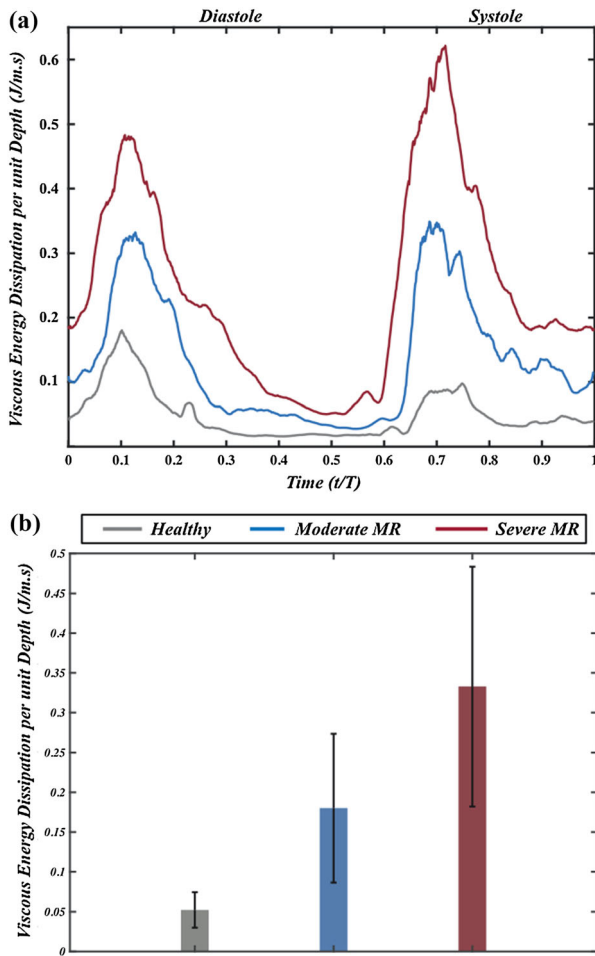 (a)
Diastole Systole
Viscous Energy Dissipation per unit Depth (J/m.s)
0.6
0.5
0.4
0.3
0.2
0.1
0 0.1 0.2 0.3 0.4 0.5 0.6 0.7 0.8 0.9 1
Time (t/T)
(b)
Healthy Moderate MR Severe MR
Viscous Energy Dissipation per unit Depth (J/m.s)
0.5
0.45
0.4
0.35
0.3
0.25
0.2
0.15
0.1
0.05
0